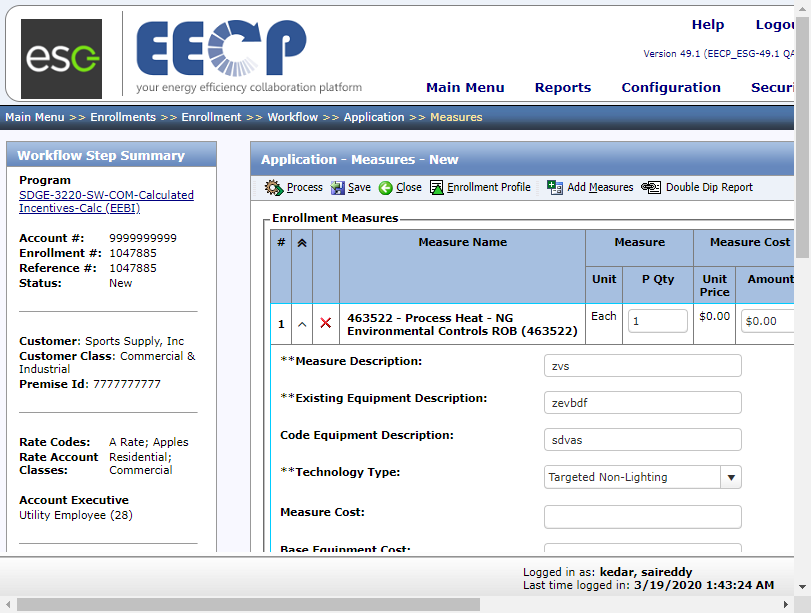 Help Logou
esc
EECP
your energy efficiency collaboration platform
Version 49.1 (EECP_ESG-49.1 QA
Main Menu Reports Configuration Securi
Main Menu >> Enrollments >> Enrollment >> Workflow >> Application >> Measures
Workflow Step Summary
Program
SDGE-3220-SW-COM-Calculated
Incentives-Calc (EEBI)
Account #: 9999999999
Enrollment #: 1047885
Reference #: 1047885
Status: New
Customer: Sports Supply, Inc
Customer Class: Commercial &
Industrial
Premise Id: 7777777777
Rate Codes: A Rate; Apples
Rate Account Residential;
Classes: Commercial
Account Executive
Utility Employee (28)
Application - Measures - New
Process Save Close Enrollment Profile Add Measures Double Dip Report
Enrollment Measures
# Measure Name Measure Measure Cost
Unit P Qty Unit Price Amount
1 463522 - Process Heat - NG Each 1 $0.00 $0.00
Environmental Controls ROB (463522)
**Measure Description: zvs
**Existing Equipment Description: zevbdf
Code Equipment Description: sdvas
**Technology Type: Targeted Non-Lighting
Measure Cost:
Base Equipment Cost:
Logged in as: kedar, saireddy
Last time logged in: 3/19/2020 1:43:24 AM